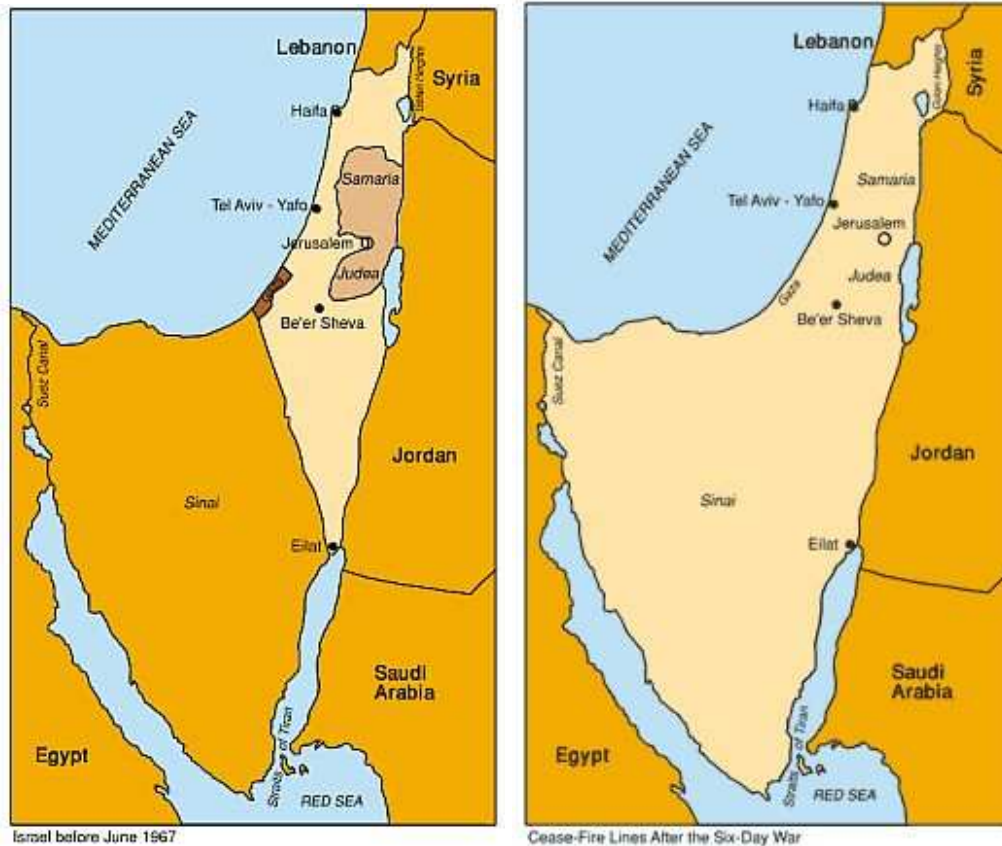 Lebanon
Syria
Golan Heights
Haifa
MEDITERRANEAN SEA
Samaria
Tel Aviv - Yafo
Jerusalem
Judea
Gaza
Be'er Sheva
Suez Canal
Jordan
Sinai
Eilat
Saudi
Arabia
Egypt
Straits of Tiran
RED SEA
Israel before June 1967
Lebanon
Syria
Golan Heights
Haifa
MEDITERRANEAN SEA
Samaria
Tel Aviv - Yafo
Jerusalem
Judea
Gaza
Be'er Sheva
Suez Canal
Jordan
Sinai
Eilat
Saudi
Arabia
Egypt
Straits of Tiran
RED SEA
Cease-Fire Lines After the Six-Day War